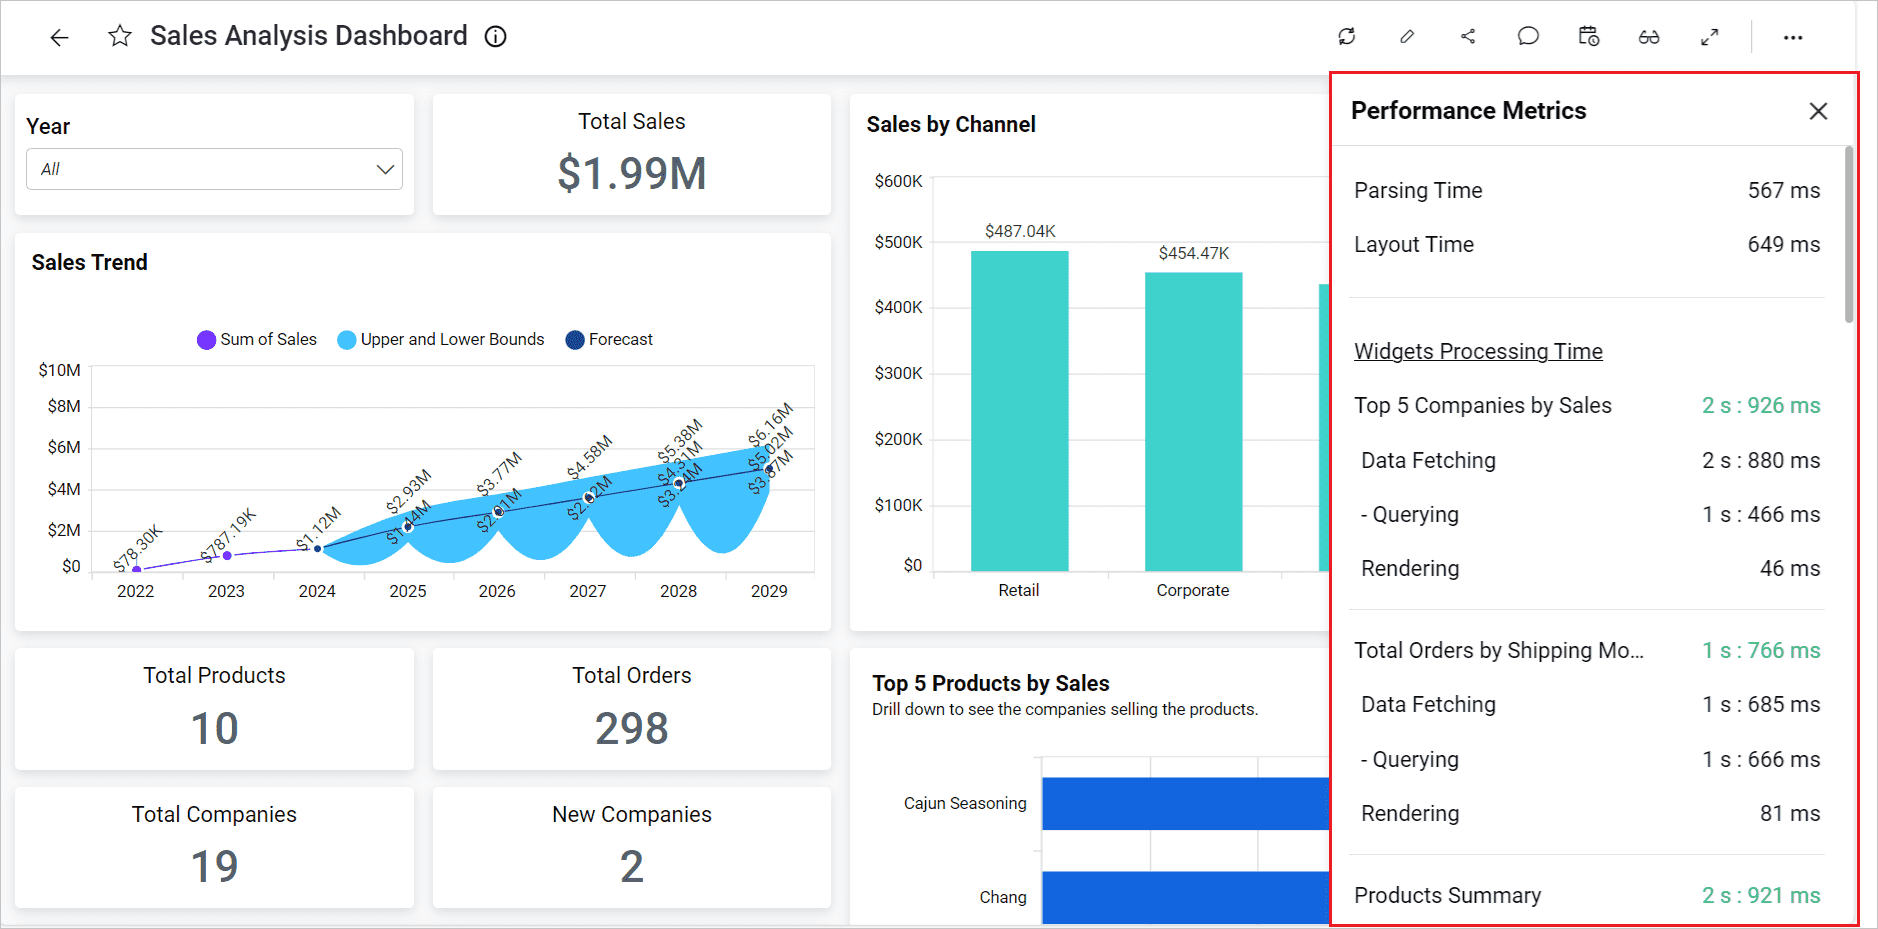 Sales Analysis Dashboard
Year
All
Total Sales
$1.99M
Sales Trend
Sum of Sales
Upper and Lower Bounds
Forecast
$10M
$8M
$6M
$4M
$2M
$0
$78.30K
$787.19K
$1.12M
$2.93M
$1.44M
$3.77M
$4.58M
$5.38M
$4.31M
$6.16M
$5.02M
2022
2023
2024
2025
2026
2027
2028
2029
Total Products
10
Total Orders
298
Total Companies
19
New Companies
2
Sales by Channel
$600K
$500K
$400K
$300K
$200K
$100K
$0
$487.04K
$454.47K
Retail
Corporate
Top 5 Products by Sales
Drill down to see the companies selling the products.
Cajun Seasoning
Chang
Performance Metrics
Parsing Time 567 ms
Layout Time 649 ms
Widgets Processing Time
Top 5 Companies by Sales 2 s : 926 ms
Data Fetching 2 s : 880 ms
- Querying 1 s : 466 ms
Rendering 46 ms
Total Orders by Shipping Mo... 1 s : 766 ms
Data Fetching 1 s : 685 ms
- Querying 1 s : 666 ms
Rendering 81 ms
Products Summary 2 s : 921 ms